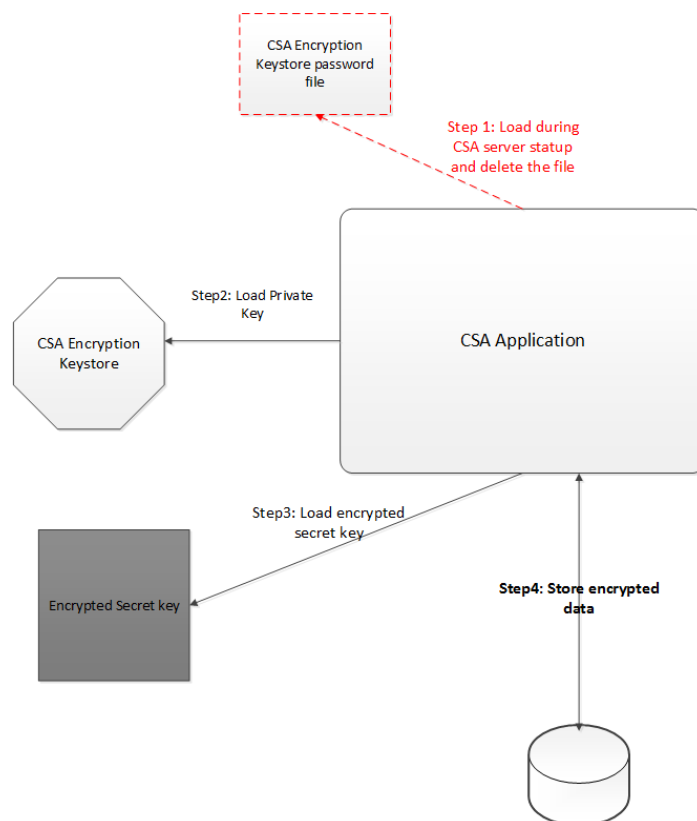 CSA Encryption
Keystore password
file
Step 1: Load during
CSA server statup
and delete the file
Step2: Load Private
Key
CSA Encryption
Keystore
CSA Application
Step3: Load encrypted
secret key
Encrypted Secret key
Step4: Store encrypted
data